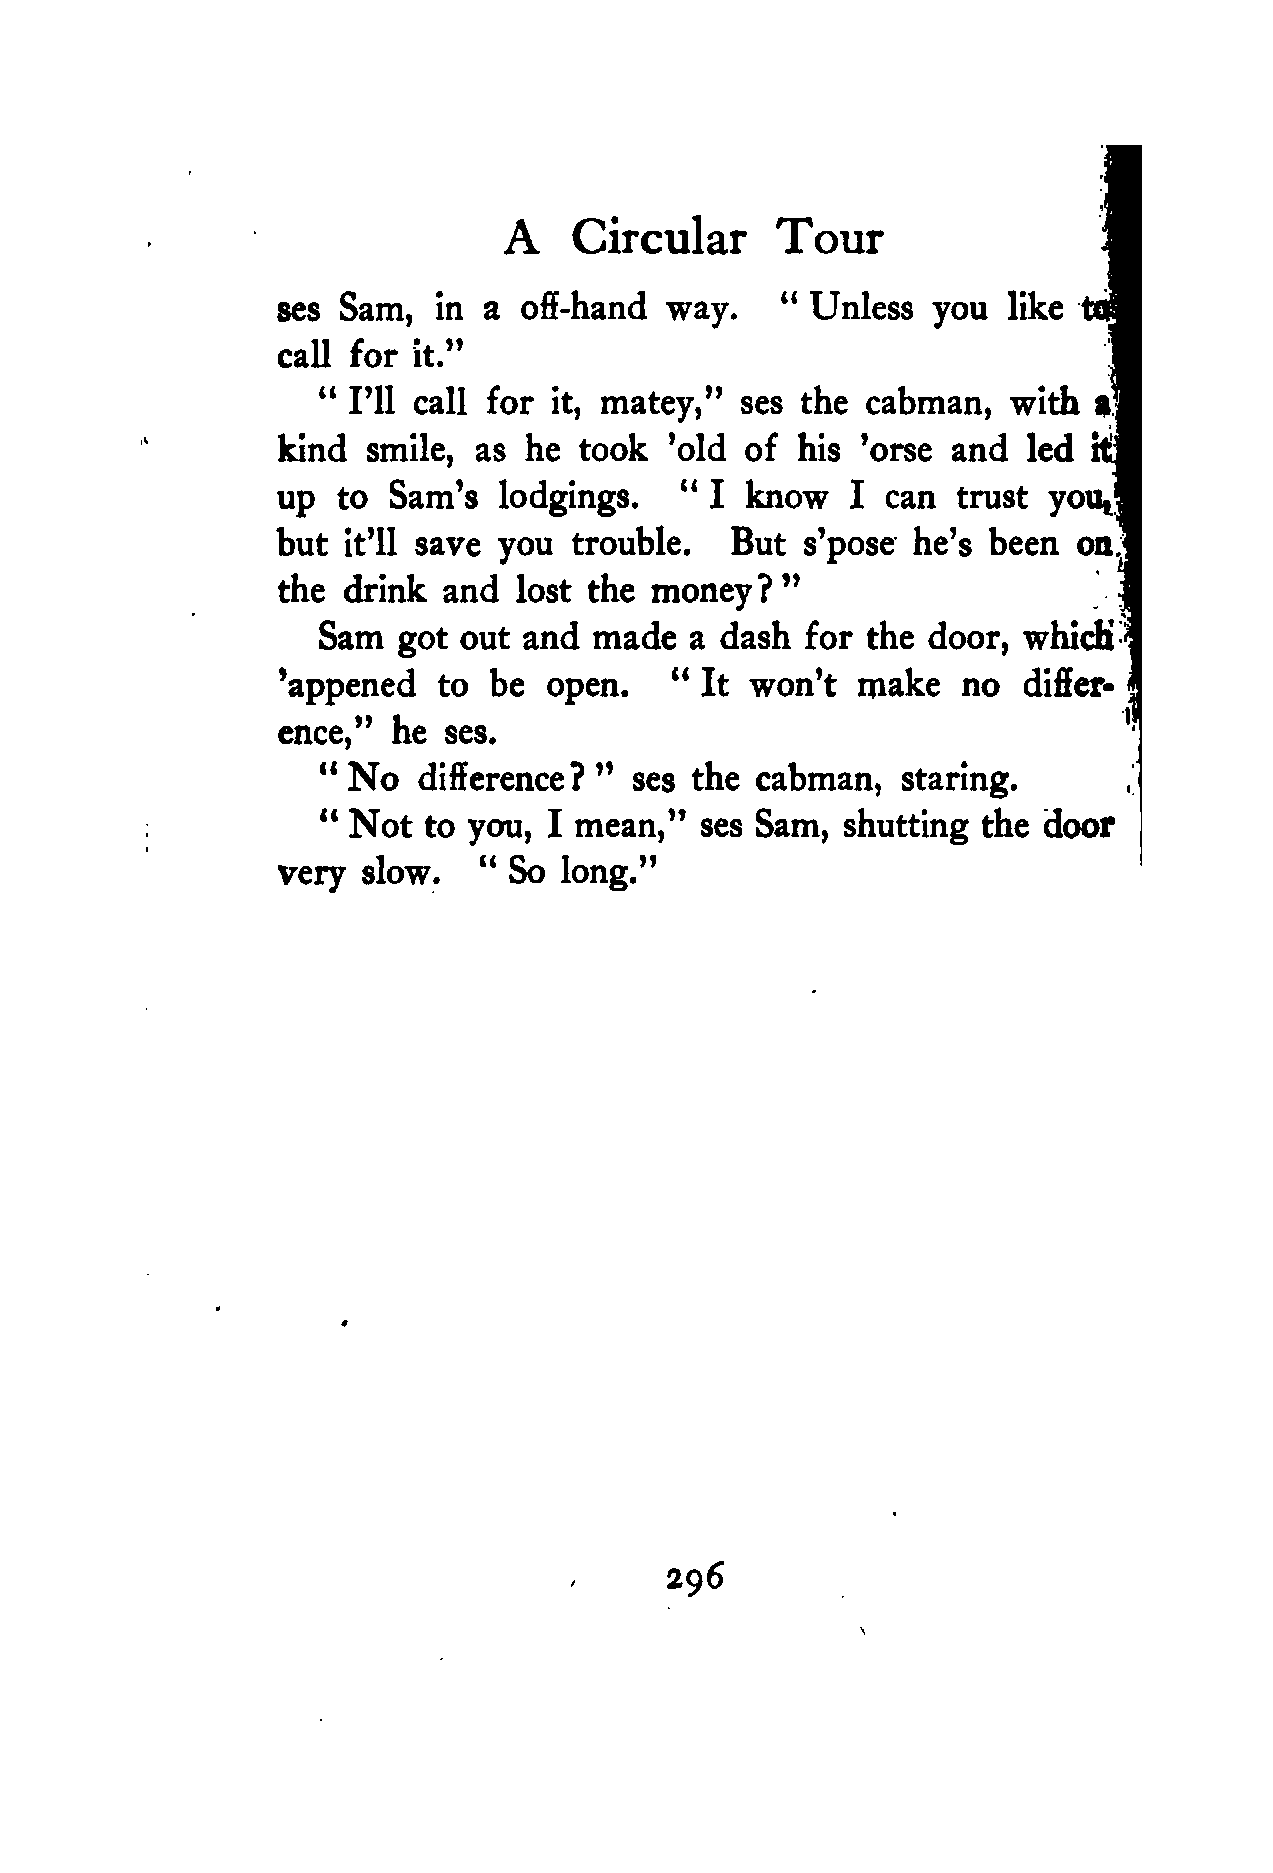 A Circular Tour
ses Sam, in a off-hand way. “ Unless you like to
call for it.”
“ I’ll call for it, matey,” ses the cabman, with a
kind smile, as he took ’old of his ’orse and led it
up to Sam’s lodgings. “ I know I can trust you,
but it’ll save you trouble. But s’pose he’s been on
the drink and lost the money? ”
Sam got out and made a dash for the door, which
’appened to be open. “ It won’t make no differ-
ence,” he ses.
“ No difference? ” ses the cabman, staring.
“ Not to you, I mean,” ses Sam, shutting the door
very slow. “ So long.”
296